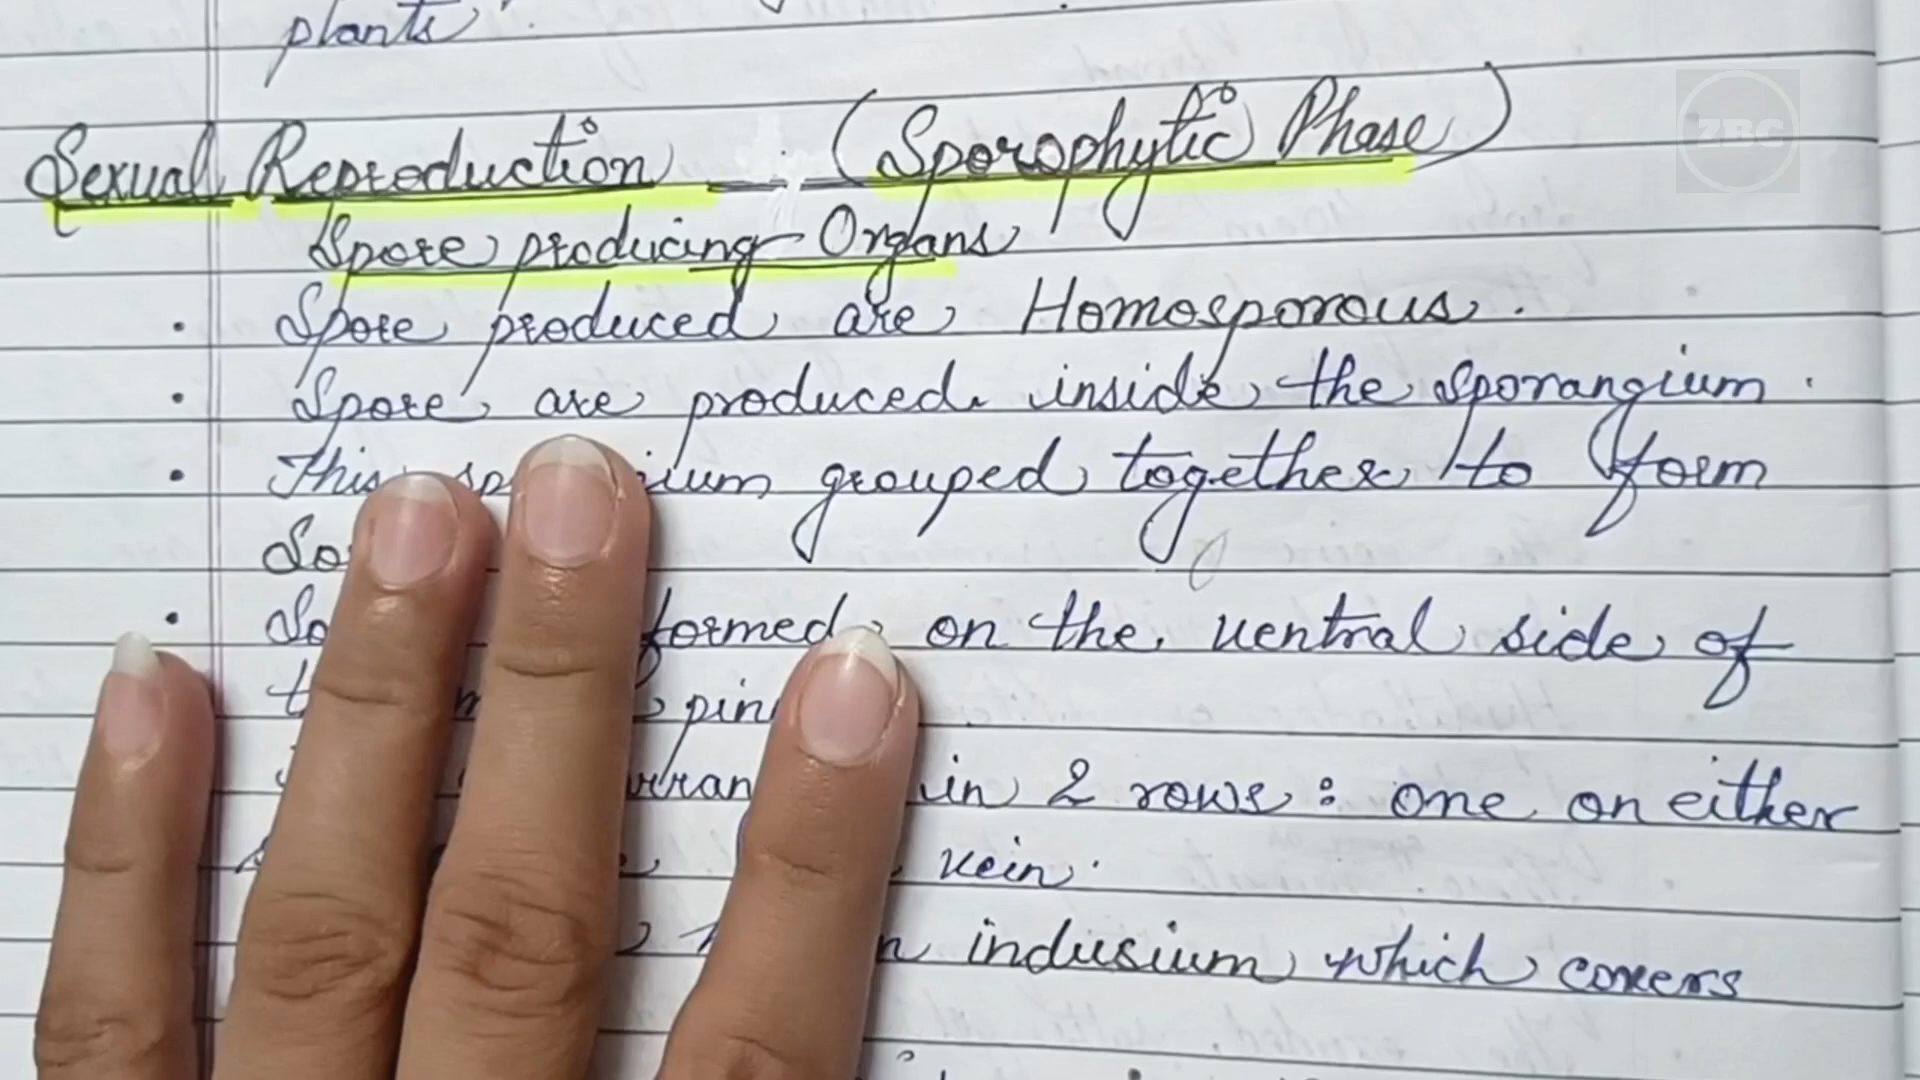 plants
Sexual Reproduction - (Sporophytic Phase)
ZBC
Spore producing Organs
. Spore produced are Homosporous.
. Spore are produced inside the sporangium.
. This grouped together to form
. formed on the ventral side of
in 2 rows: one on either
vein.
indusium which covers